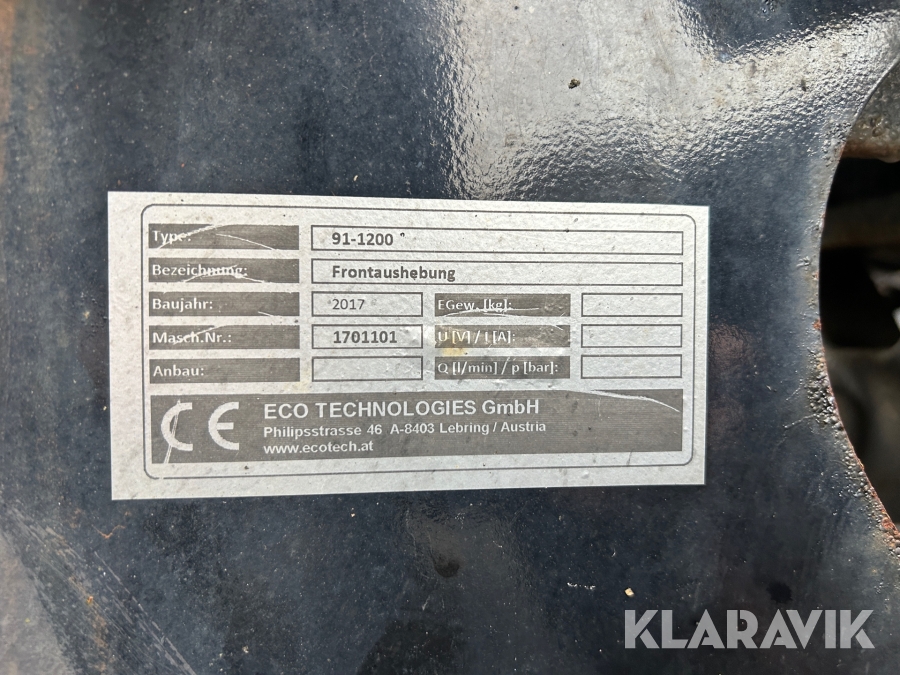 Type: 91-1200
Bezeichnung: Frontaushebung
Baujahr: 2017 EGew. [kg]:
Masch.Nr.: 1701101 U [V] / I [A]:
Anbau: Q [l/min] / p [bar]:
CE ECO TECHNOLOGIES GmbH
Philipsstrasse 46 A-8403 Lebring / Austria
www.ecotech.at
KLARAVIK